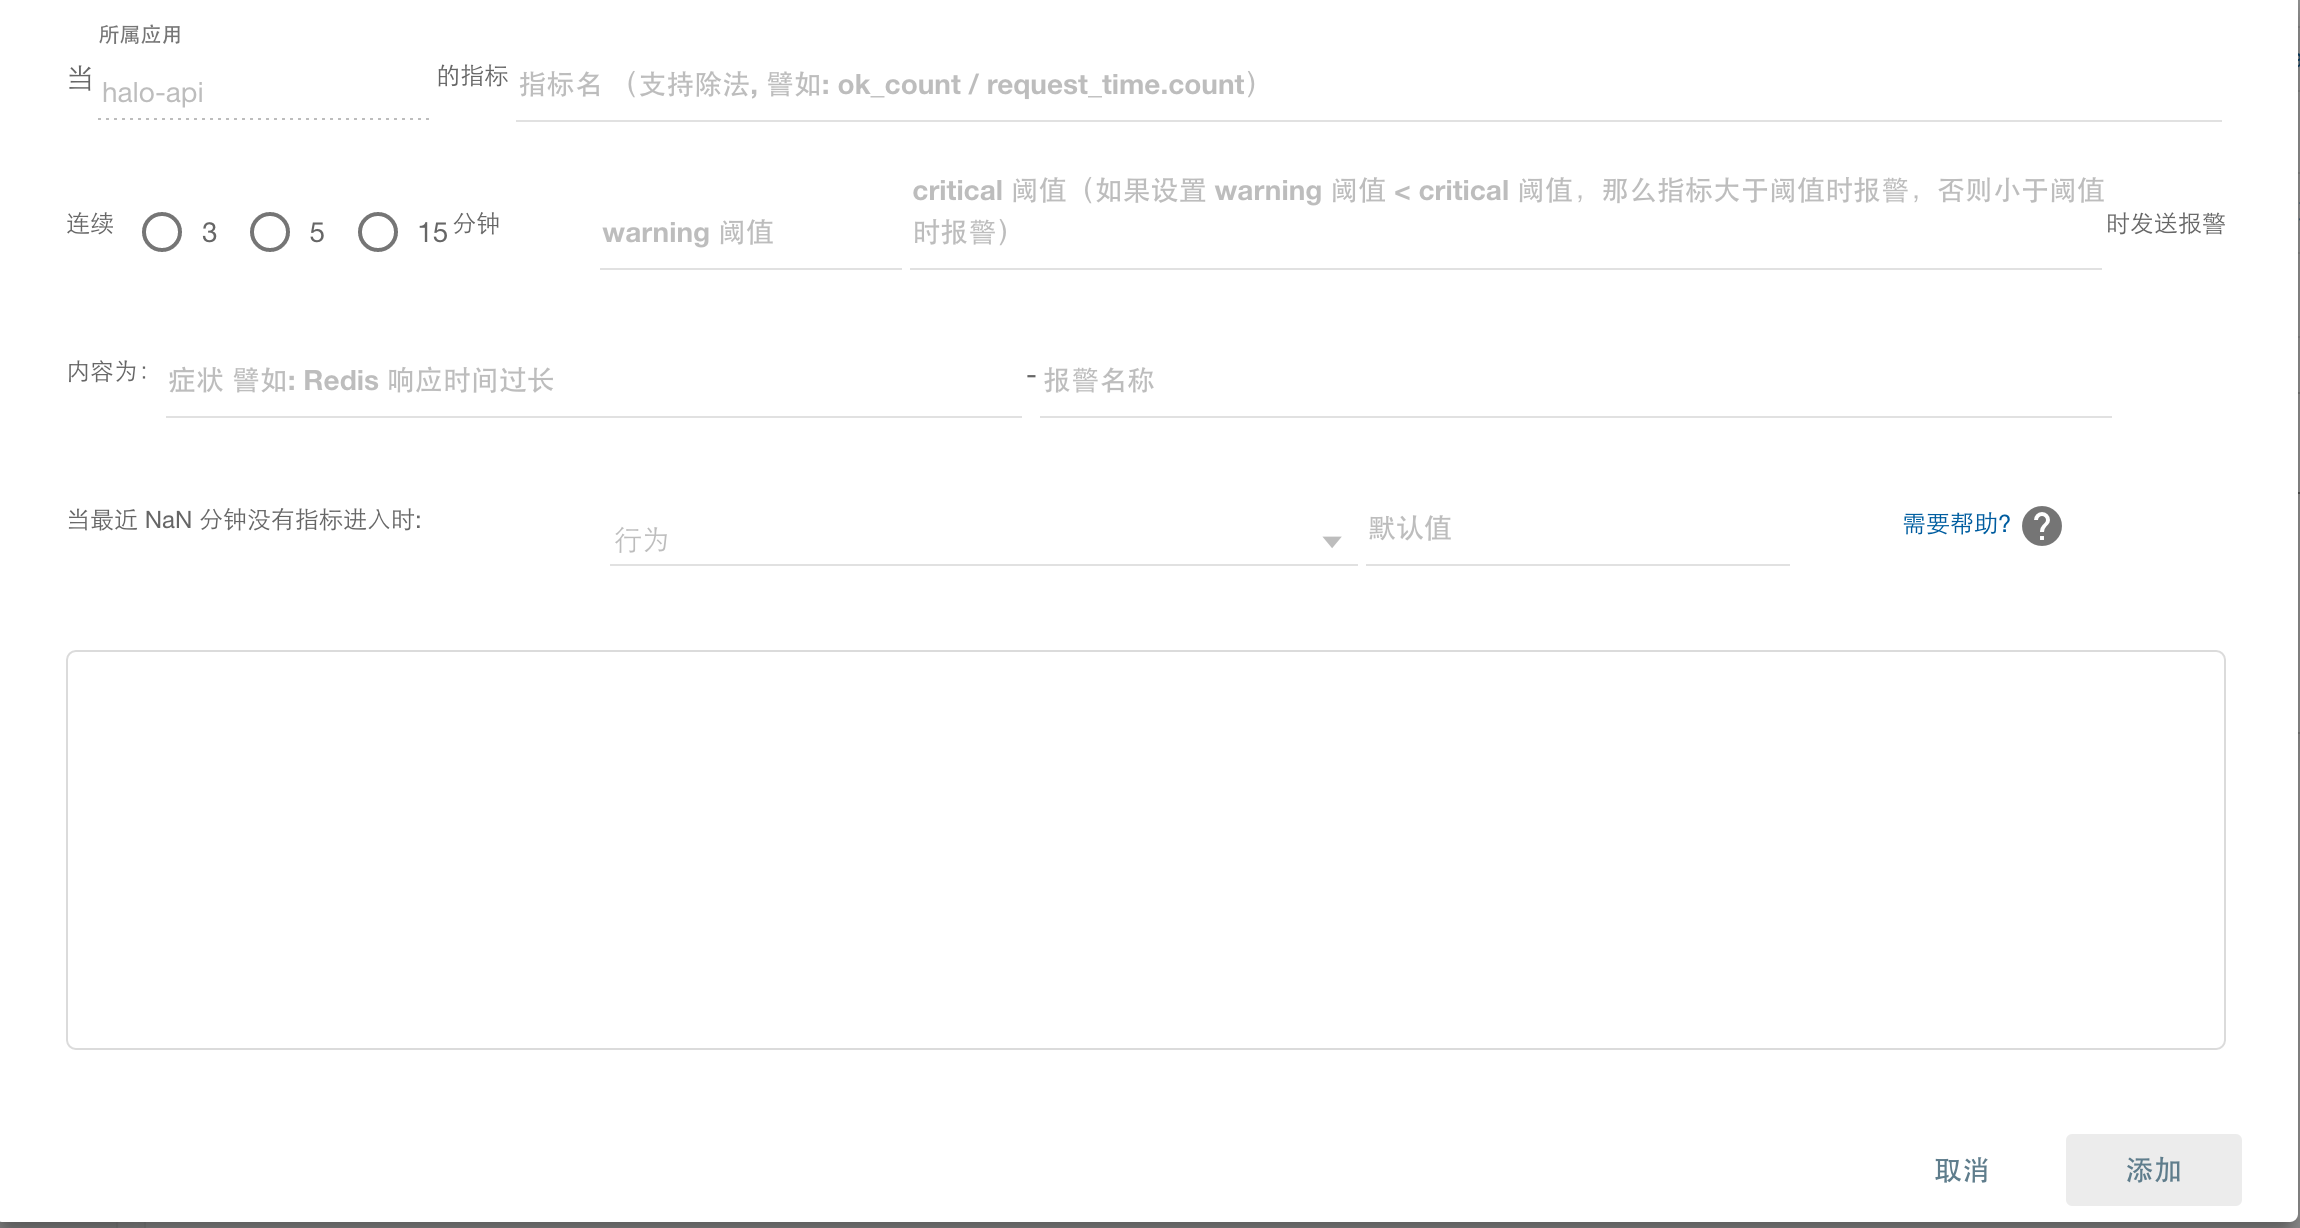 所属应用
当 halo-api 的指标 指标名 （支持除法, 譬如: ok_count / request_time.count）
连续 3 5 15 分钟 warning 阈值 critical 阈值（如果设置 warning 阈值 < critical 阈值，那么指标大于阈值时报警，否则小于阈值
时报警） 时发送报警
内容为： 症状 譬如: Redis 响应时间过长 - 报警名称
当最近 NaN 分钟没有指标进入时: 行为 默认值 需要帮助? ?
取消 添加